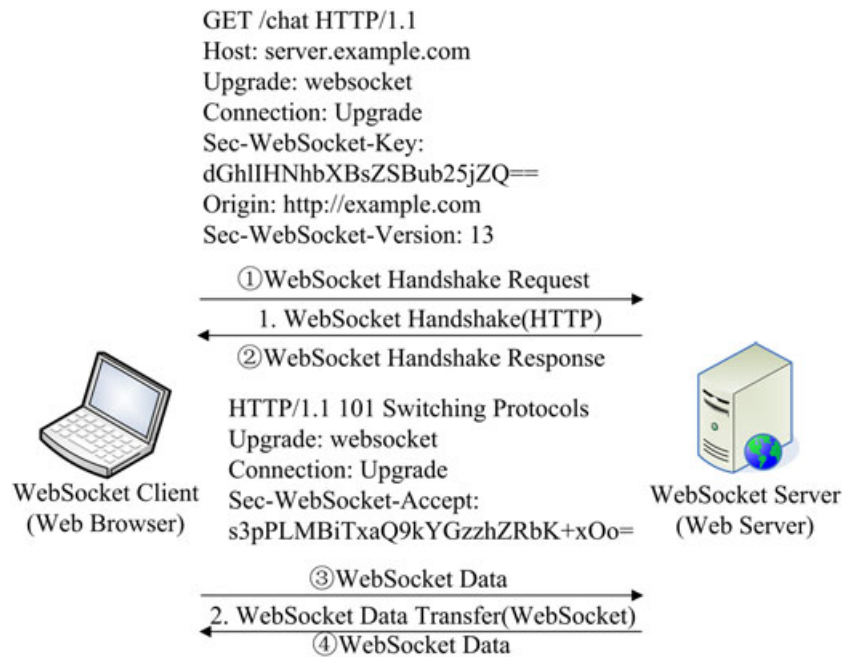 GET /chat HTTP/1.1
Host: server.example.com
Upgrade: websocket
Connection: Upgrade
Sec-WebSocket-Key:
dGhlIHNhbXBsZSBub25jZQ==
Origin: http://example.com
Sec-WebSocket-Version: 13
①WebSocket Handshake Request
1. WebSocket Handshake(HTTP)
②WebSocket Handshake Response
HTTP/1.1 101 Switching Protocols
Upgrade: websocket
Connection: Upgrade
Sec-WebSocket-Accept:
s3pPLMBiTxaQ9kYGzzhZRbK+xOo=
WebSocket Client
(Web Browser)
WebSocket Server
(Web Server)
③WebSocket Data
2. WebSocket Data Transfer(WebSocket)
④WebSocket Data